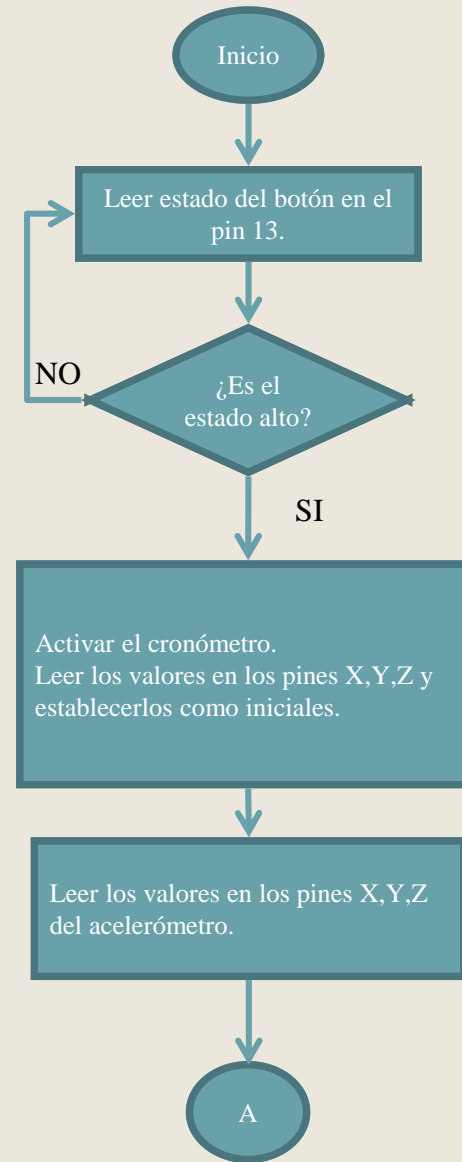 Inicio
Leer estado del botón en el
pin 13.
NO
¿Es el
estado alto?
SI
Activar el cronómetro.
Leer los valores en los pines X,Y,Z y
establecerlos como iniciales.
Leer los valores en los pines X,Y,Z
del acelerómetro.
A